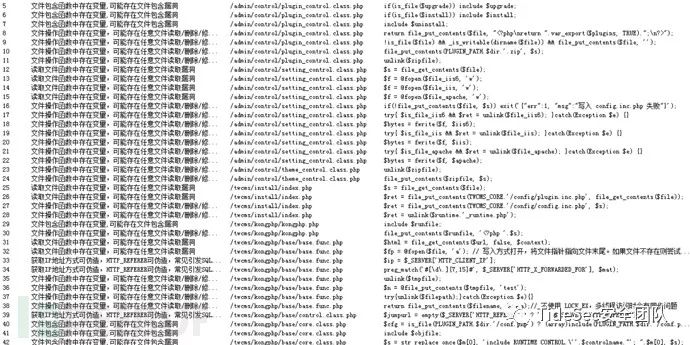 5 文件包含函数中存在变量,可能存在文件包含漏洞 /admin/control/plugin_control.class.php if(is_file($upgrade)) include $upgrade;
6 文件包含函数中存在变量,可能存在文件包含漏洞 /admin/control/plugin_control.class.php if(is_file($install)) include $install;
7 文件包含函数中存在变量,可能存在文件包含漏洞 /admin/control/plugin_control.class.php include $uninstall;
8 文件操作函数中存在变量，可能存在任意文件读取/删除/修... /admin/control/plugin_control.class.php return file_put_contents($file, "<?php\nreturn ".var_export($plugins, TRUE).";\n?>");
9 文件操作函数中存在变量，可能存在任意文件读取/删除/修... /admin/control/plugin_control.class.php !is_file($file) && _is_writable(dirname($file)) && file_put_contents($file, '');
10 文件操作函数中存在变量，可能存在任意文件读取/删除/修... /admin/control/plugin_control.class.php file_put_contents(PLUGIN_PATH.$dir.'.zip', $s);
11 文件操作函数中存在变量，可能存在任意文件读取/删除/修... /admin/control/plugin_control.class.php unlink($zipfile);
12 读取文件函数中存在变量，可能存在任意文件读取漏洞 /admin/control/setting_control.class.php $s = file_get_contents($file);
13 读取文件函数中存在变量，可能存在任意文件读取漏洞 /admin/control/setting_control.class.php $f = @fopen($file_iis6, 'w');
14 读取文件函数中存在变量，可能存在任意文件读取漏洞 /admin/control/setting_control.class.php $f = @fopen($file_iis, 'w');
15 读取文件函数中存在变量，可能存在任意文件读取漏洞 /admin/control/setting_control.class.php $f = @fopen($file_apache, 'w');
16 文件操作函数中存在变量，可能存在任意文件读取/删除/修... /admin/control/setting_control.class.php if(!file_put_contents($file, $s)) exit('{"err":1, "msg":"写入 config.inc.php 失败"}');
17 文件操作函数中存在变量，可能存在任意文件读取/删除/修... /admin/control/setting_control.class.php try{ $is_file_iis6 && $ret = unlink($file_iis6); }catch(Exception $e) {}
18 文件操作函数中存在变量，可能存在任意文件读取/删除/修... /admin/control/setting_control.class.php $bytes = fwrite($f, $iis6);
19 文件操作函数中存在变量，可能存在任意文件读取/删除/修... /admin/control/setting_control.class.php try{ $is_file_iis && $ret = unlink($file_iis); }catch(Exception $e) {}
20 文件操作函数中存在变量，可能存在任意文件读取/删除/修... /admin/control/setting_control.class.php $bytes = fwrite($f, $iis);
21 文件操作函数中存在变量，可能存在任意文件读取/删除/修... /admin/control/setting_control.class.php try{ $is_file_apache && $ret = unlink($file_apache); }catch(Exception $e) {}
22 文件操作函数中存在变量，可能存在任意文件读取/删除/修... /admin/control/setting_control.class.php $bytes = fwrite($f, $apache);
23 文件操作函数中存在变量，可能存在任意文件读取/删除/修... /admin/control/theme_control.class.php unlink($zipfile);
24 文件操作函数中存在变量，可能存在任意文件读取/删除/修... /admin/control/theme_control.class.php file_put_contents($zipfile, $s);
25 读取文件函数中存在变量，可能存在任意文件读取漏洞 /twcms/install/index.php $s = file_get_contents($file);
26 文件操作函数中存在变量，可能存在任意文件读取/删除/修... /twcms/install/index.php $ret = file_put_contents(TWCMS_CORE.'/config/plugin.inc.php', file_get_contents(
27 文件操作函数中存在变量，可能存在任意文件读取/删除/修... /twcms/install/index.php $ret = file_put_contents(TWCMS_CORE.'/config/config.inc.php', $s);
28 文件操作函数中存在变量，可能存在任意文件读取/删除/修... /twcms/install/index.php $ret = unlink($runtime.'_runtime.php');
29 文件包含函数中存在变量,可能存在文件包含漏洞 /twcms/kongphp/kongphp.php include $runfile;
30 文件操作函数中存在变量，可能存在任意文件读取/删除/修... /twcms/kongphp/kongphp.php file_put_contents($runfile, '<?php '.$s);
31 读取文件函数中存在变量，可能存在任意文件读取漏洞 /twcms/kongphp/base/base.func.php $html = file_get_contents($url, false, $context);
32 读取文件函数中存在变量，可能存在任意文件读取漏洞 /twcms/kongphp/base/base.func.php $fp = @fopen($file, 'a'); // 写入方式打开，将文件指针指向文件末尾。如果文件不存在则尝试...
33 获取IP地址方式可伪造，HTTP_REFERER可伪造，常见引发SQL... /twcms/kongphp/base/base.func.php $ip = $_SERVER['HTTP_CLIENT_IP'];
34 获取IP地址方式可伪造，HTTP_REFERER可伪造，常见引发SQL... /twcms/kongphp/base/base.func.php preg_match('#[\d\.]{7,15}#', $_SERVER['HTTP_X_FORWARDED_FOR'], $mat);
35 文件操作函数中存在变量，可能存在任意文件读取/删除/修... /twcms/kongphp/base/base.func.php unlink($tmpfile);
36 文件操作函数中存在变量，可能存在任意文件读取/删除/修... /twcms/kongphp/base/base.func.php $n = @file_put_contents($tmpfile, 'test');
37 文件操作函数中存在变量，可能存在任意文件读取/删除/修... /twcms/kongphp/base/base.func.php try{unlink($filepath);}catch(Exception $e){}
38 文件操作函数中存在变量，可能存在任意文件读取/删除/修... /twcms/kongphp/base/base.func.php return file_put_contents($filename, $s);
39 获取IP地址方式可伪造，HTTP_REFERER可伪造，常见引发SQL... /twcms/kongphp/base/control.class.php $jumpurl = empty($_SERVER['HTTP_REFER
40 文件包含函数中存在变量,可能存在文件包含漏洞 /twcms/kongphp/base/core.class.php $cfg = is_file(PLUGIN_PATH.$dir.'/conf.php') ? (array)include(PLUGIN_PATH.$dir.'/conf.p
41 文件包含函数中存在变量,可能存在文件包含漏洞 /twcms/kongphp/base/core.class.php include $objfile;
42 文件包含函数中存在变量,可能存在文件包含漏洞 /twcms/kongphp/base/core.class.php $s = str_replace_once($m[0], 'include RUNTIME_CONTROL.\''.$controlname."'; ".$m[0], $s);
TideSec安全团队